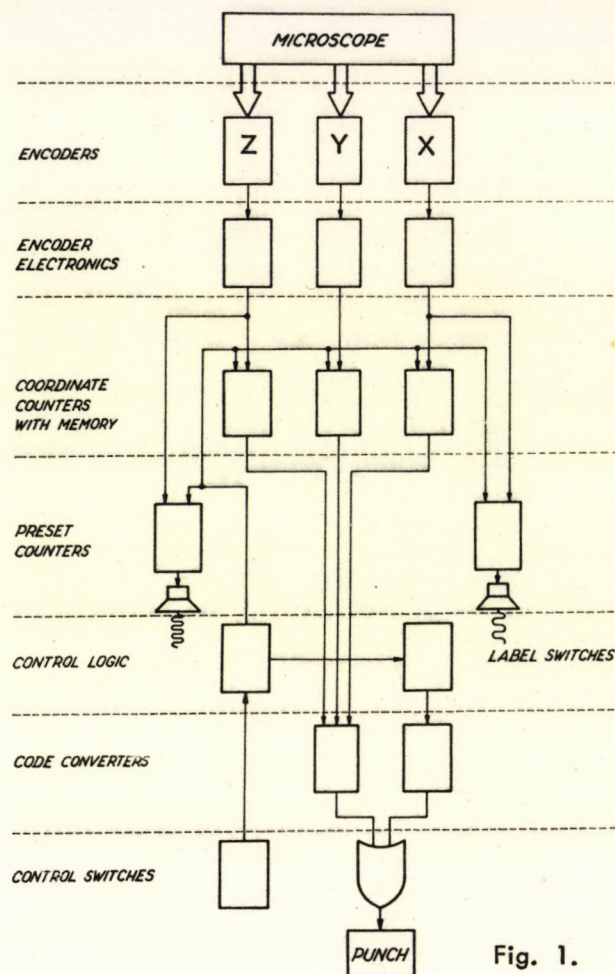 MICROSCOPE
ENCODERS
Z
Y
X
ENCODER
ELECTRONICS
COORDINATE
COUNTERS
WITH MEMORY
PRESET
COUNTERS
CONTROL LOGIC
LABEL SWITCHES
CODE CONVERTERS
CONTROL SWITCHES
PUNCH
Fig. 1.